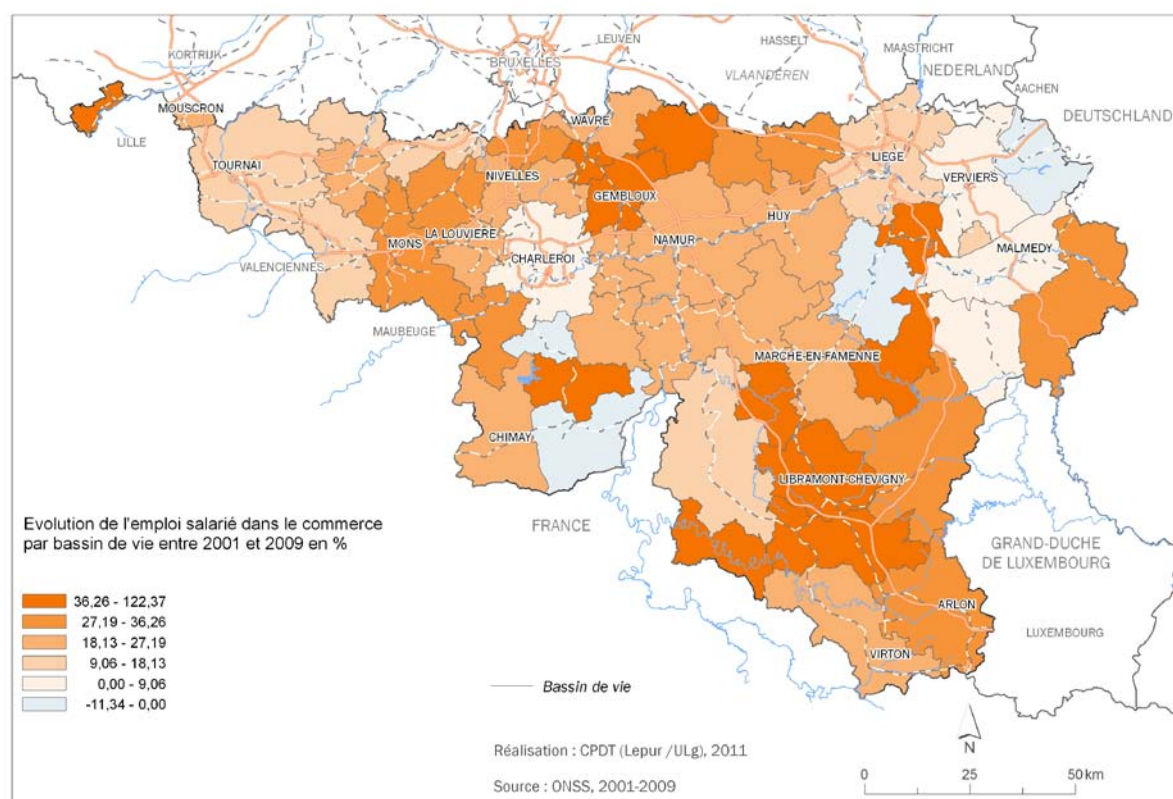 KORTRIJK
LEUVEN
HASSELT
MAASTRICHT
BRUXELLES
VLAANDEREN
NEDERLAND
AACHEN
DEUTSCHLAND
MOUSCRON
LILLE
WAVRE
TOURNAI
NIVELLES
LIEGE
VERVIERS
GEMBLOUX
HUY
LA LOUVIERE
MONS
NAMUR
MALMEDY
CHARLEROI
VALENCIENNES
MAUBEUGE
MARCHE-EN-FAMENNE
CHIMAY
LIBRAMONT-CHEVIGNY
FRANCE
GRAND-DUCHE
DE LUXEMBOURG
ARLON
LUXEMBOURG
VIRTON
Evolution de l'emploi salarié dans le commerce
par bassin de vie entre 2001 et 2009 en %
36,26 - 122,37
27,19 - 36,26
18,13 - 27,19
9,06 - 18,13
0,00 - 9,06
-11,34 - 0,00
Bassin de vie
Réalisation : CPDT (Lepur /ULg), 2011
Source : ONSS, 2001-2009
N
0 25 50 km